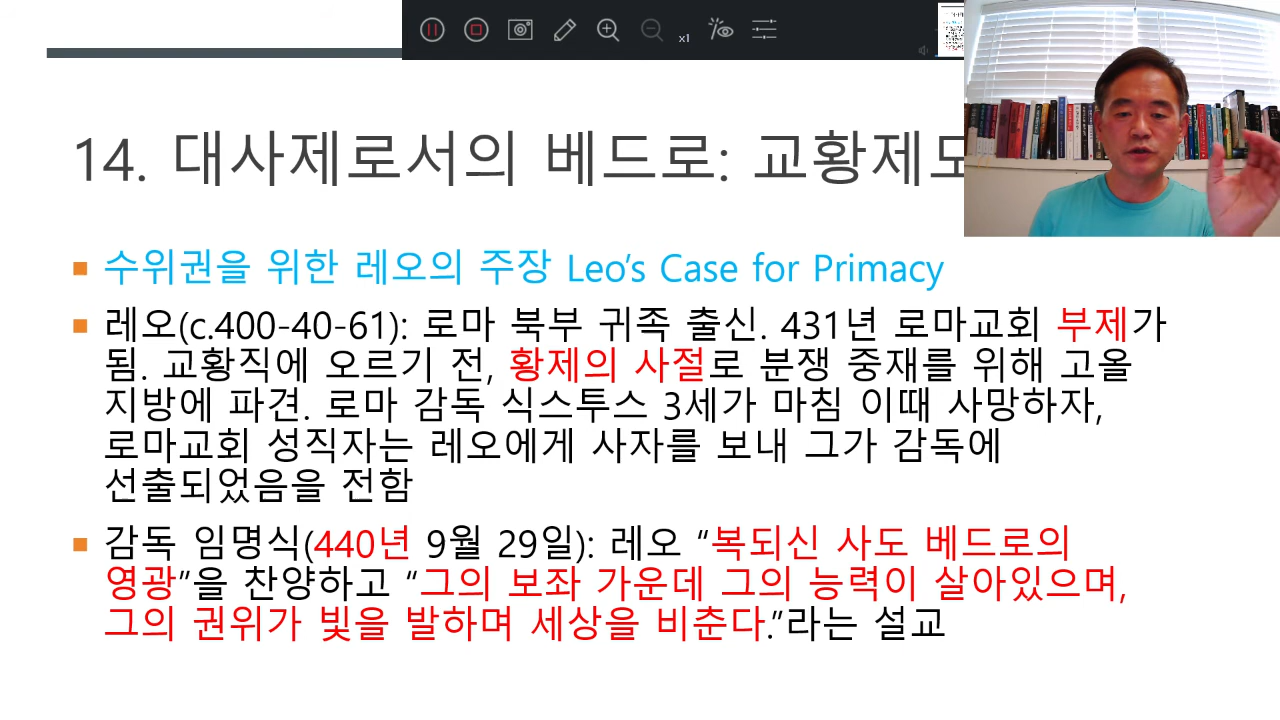 x1
14. 대사제로서의 베드로: 교황제도
수위권을 위한 레오의 주장 Leo's Case for Primacy
레오(c.400-40-61): 로마 북부 귀족 출신. 431년 로마교회 부제가
됨. 교황직에 오르기 전, 황제의 사절로 분쟁 중재를 위해 고올
지방에 파견. 로마 감독 식스투스 3세가 마침 이때 사망하자,
로마교회 성직자는 레오에게 사자를 보내 그가 감독에
선출되었음을 전함
감독 임명식(440년 9월 29일): 레오 “복되신 사도 베드로의
영광”을 찬양하고 “그의 보좌 가운데 그의 능력이 살아있으며,
그의 권위가 빛을 발하며 세상을 비춘다.”라는 설교